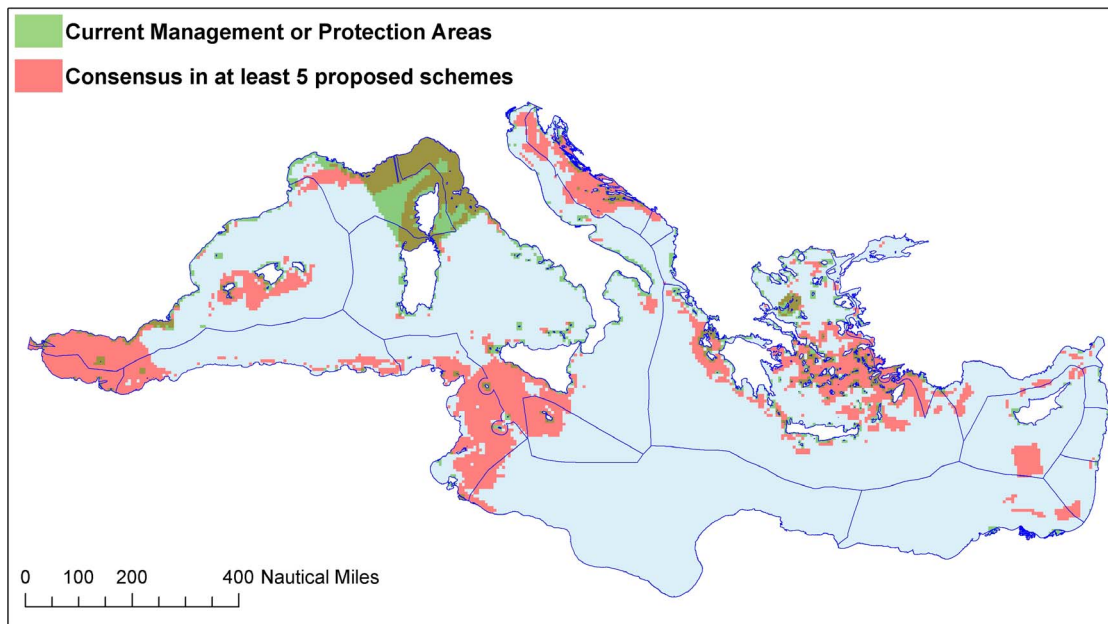 Current Management or Protection Areas
Consensus in at least 5 proposed schemes
0 100 200 400 Nautical Miles